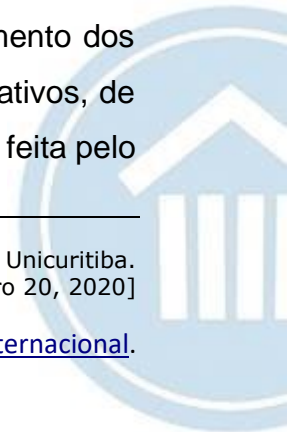 mento dos
ativos, de
feita pelo
Unicuritiba.
ro 20, 2020]
ternacional.